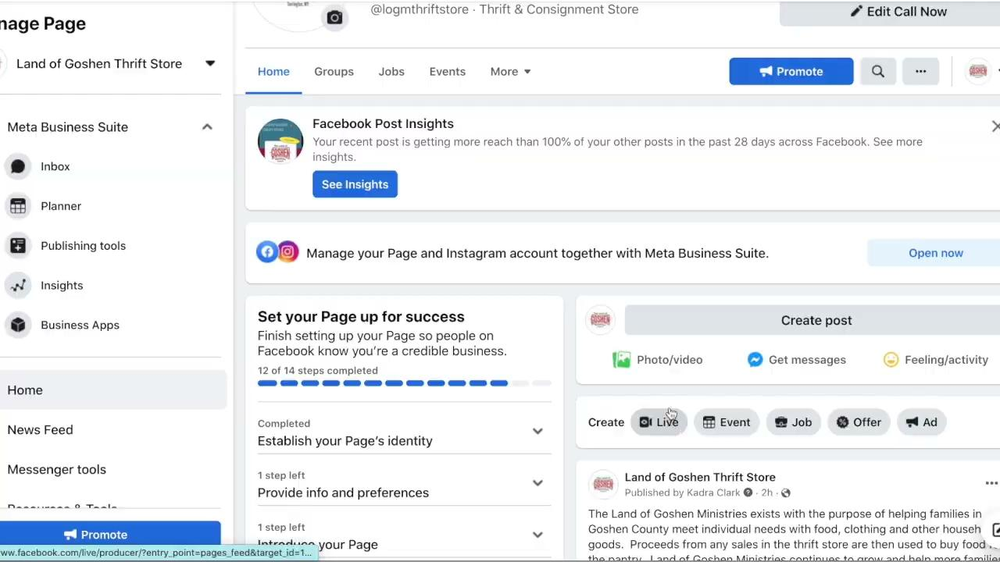 nage Page
Land of Goshen Thrift Store
Meta Business Suite
Inbox
Planner
Publishing tools
Insights
Business Apps
Home
News Feed
Messenger tools
Resources & Tools
Promote
www.facebook.com/live/producer/?entry_point=pages_feed&target_id=1...
Torrington, WY
@logmthriftstore · Thrift & Consignment Store
Edit Call Now
Home Groups Jobs Events More
Promote
GOSHEN
Facebook Post Insights
Your recent post is getting more reach than 100% of your other posts in the past 28 days across Facebook. See more
insights.
See Insights
GOSHEN
Manage your Page and Instagram account together with Meta Business Suite.
Open now
Set your Page up for success
Finish setting up your Page so people on
Facebook know you're a credible business.
12 of 14 steps completed
Completed
Establish your Page's identity
1 step left
Provide info and preferences
1 step left
Introduce your Page
GOSHEN
Create post
Photo/video Get messages Feeling/activity
Create Live Event Job Offer Ad
GOSHEN
Land of Goshen Thrift Store
Published by Kadra Clark · 2h ·
The Land of Goshen Ministries exists with the purpose of helping families in
Goshen County meet individual needs with food, clothing and other househ
goods. Proceeds from any sales in the thrift store are then used to buy food
the pantry. Land of Goshen Ministries continues to grow and help more familie